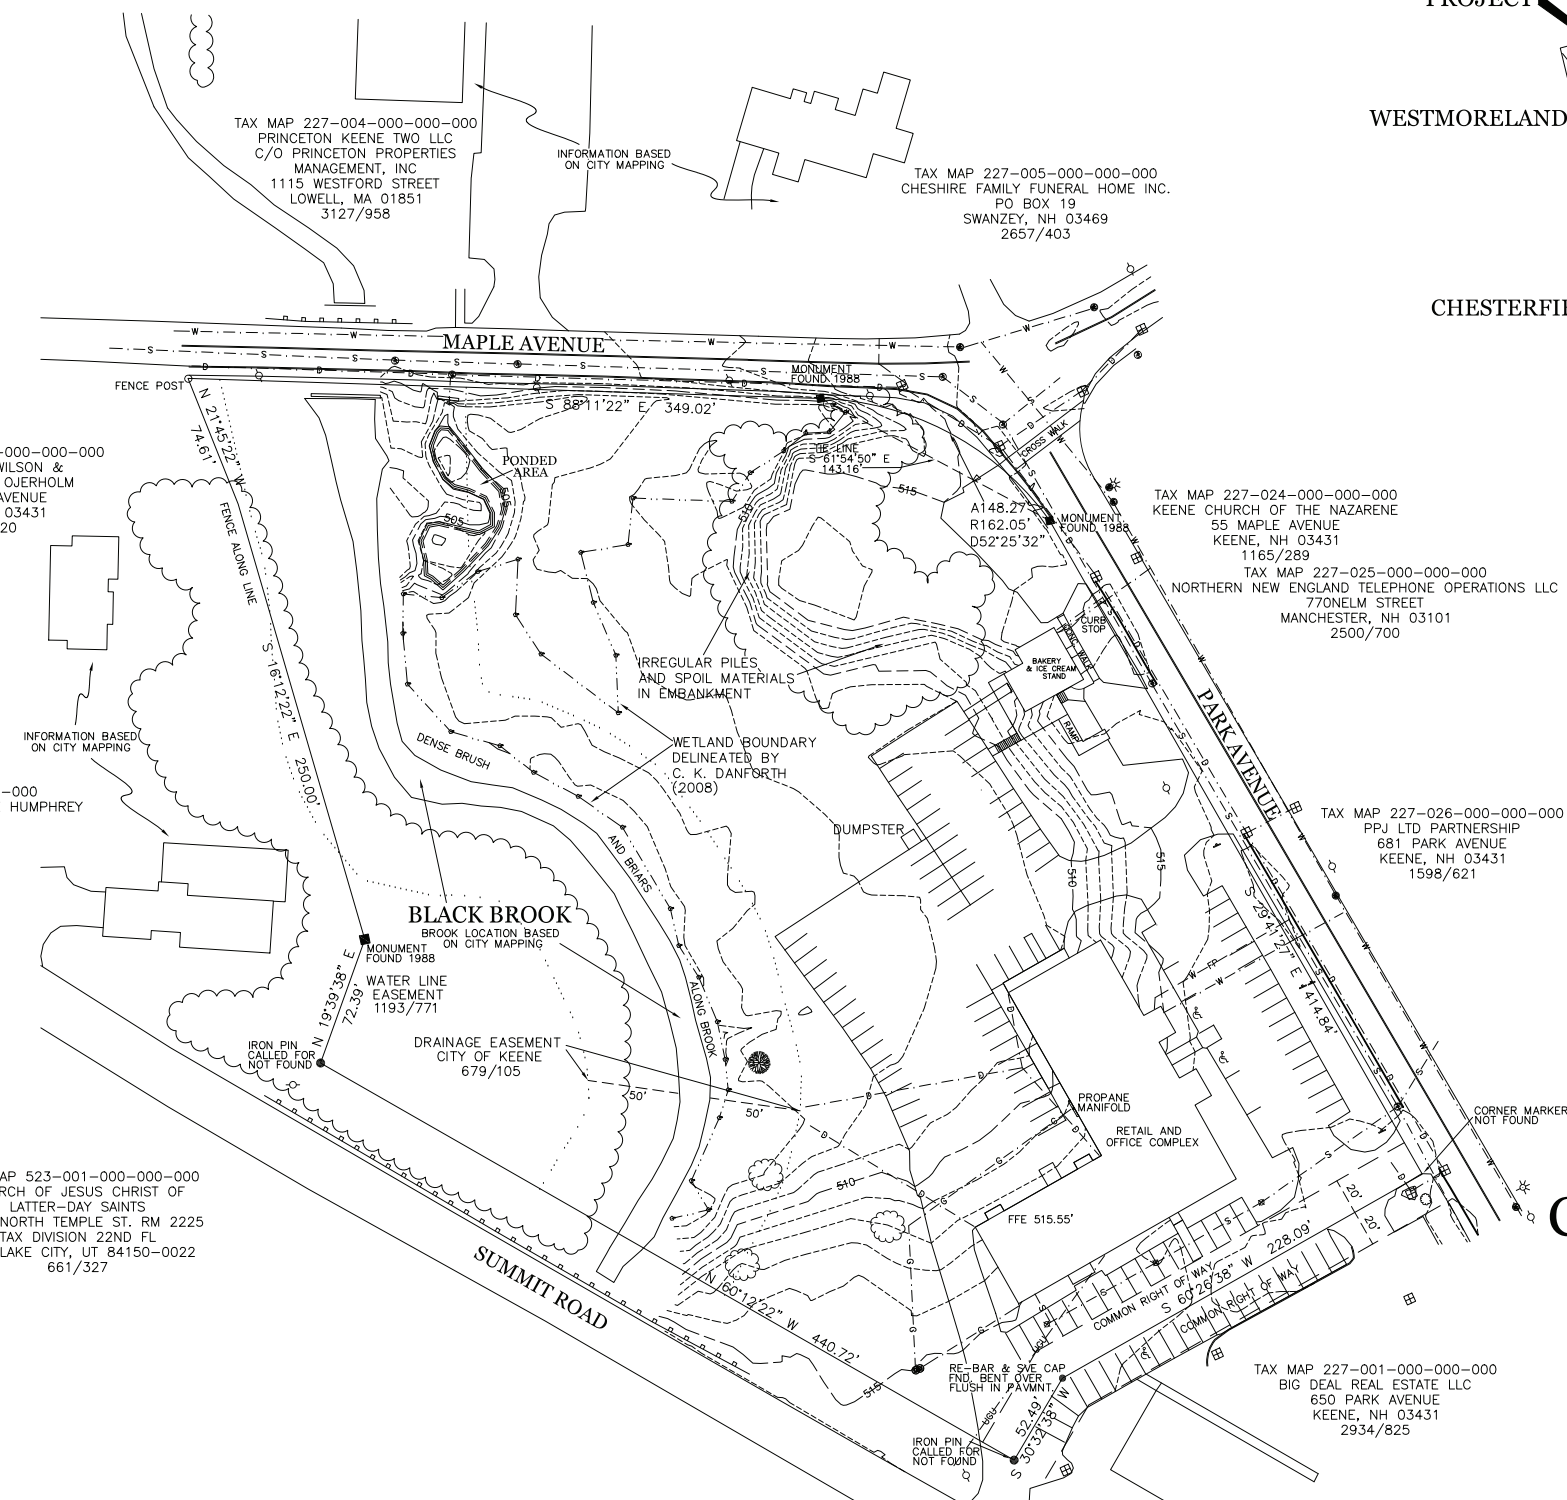 PROJECT
WESTMORELAND
CHESTERFI
TAX MAP 227-004-000-000-000
PRINCETON KEENE TWO LLC
C/O PRINCETON PROPERTIES
MANAGEMENT, INC
1115 WESTFORD STREET
LOWELL, MA 01851
3127/958
INFORMATION BASED
ON CITY MAPPING
TAX MAP 227-005-000-000-000
CHESHIRE FAMILY FUNERAL HOME INC.
PO BOX 19
SWANZEY, NH 03469
2657/403
MAPLE AVENUE
FENCE POST
MONUMENT
FOUND 1988
S 88°11'22" E 349.02'
N 21°45'22" W
74.61'
TIE LINE
S 61°54'50" E
143.16'
CROSS WALK
-000-000-000
WILSON &
OJERHOLM
AVENUE
03431
20
PONDED
AREA
505
505
510
515
A148.27'
R162.05'
D52°25'32"
MONUMENT
FOUND 1988
TAX MAP 227-024-000-000-000
KEENE CHURCH OF THE NAZARENE
55 MAPLE AVENUE
KEENE, NH 03431
1165/289
TAX MAP 227-025-000-000-000
NORTHERN NEW ENGLAND TELEPHONE OPERATIONS LLC
770NELM STREET
MANCHESTER, NH 03101
2500/700
FENCE ALONG LINE
S 16°12'22" E 250.00'
CURB
STOP
CONC. WALK
BAKERY
& ICE CREAM
STAND
RAMP
IRREGULAR PILES
AND SPOIL MATERIALS
IN EMBANKMENT
PARK AVENUE
INFORMATION BASED
ON CITY MAPPING
DENSE BRUSH
WETLAND BOUNDARY
DELINEATED BY
C. K. DANFORTH
(2008)
-000
HUMPHREY
DUMPSTER
AND BRIARS
510
515
TAX MAP 227-026-000-000-000
PPJ LTD PARTNERSHIP
681 PARK AVENUE
KEENE, NH 03431
1598/621
S 29°41'27" E 414.84'
BLACK BROOK
BROOK LOCATION BASED
ON CITY MAPPING
MONUMENT
FOUND 1988
N 19°39'38" E
72.39'
WATER LINE
EASEMENT
1193/771
FP
ALONG BROOK
IRON PIN
CALLED FOR
NOT FOUND
DRAINAGE EASEMENT
CITY OF KEENE
679/105
50'
50'
PROPANE
MANIFOLD
RETAIL AND
OFFICE COMPLEX
CORNER MARKER
NOT FOUND
AP 523-001-000-000-000
RCH OF JESUS CHRIST OF
LATTER-DAY SAINTS
NORTH TEMPLE ST. RM 2225
TAX DIVISION 22ND FL
LAKE CITY, UT 84150-0022
661/327
510
FFE 515.55'
20'
20'
SUMMIT ROAD
N 60°12'22" W 440.72'
COMMON RIGHT OF WAY
S 60°26'38" W 228.09'
COMMON RIGHT OF WAY
UGU
515
RE-BAR & SVE CAP
FND. BENT OVER
FLUSH IN PAVMNT.
UGU
52.49'
S 30°32'38" W
IRON PIN
CALLED FOR
NOT FOUND
TAX MAP 227-001-000-000-000
BIG DEAL REAL ESTATE LLC
650 PARK AVENUE
KEENE, NH 03431
2934/825